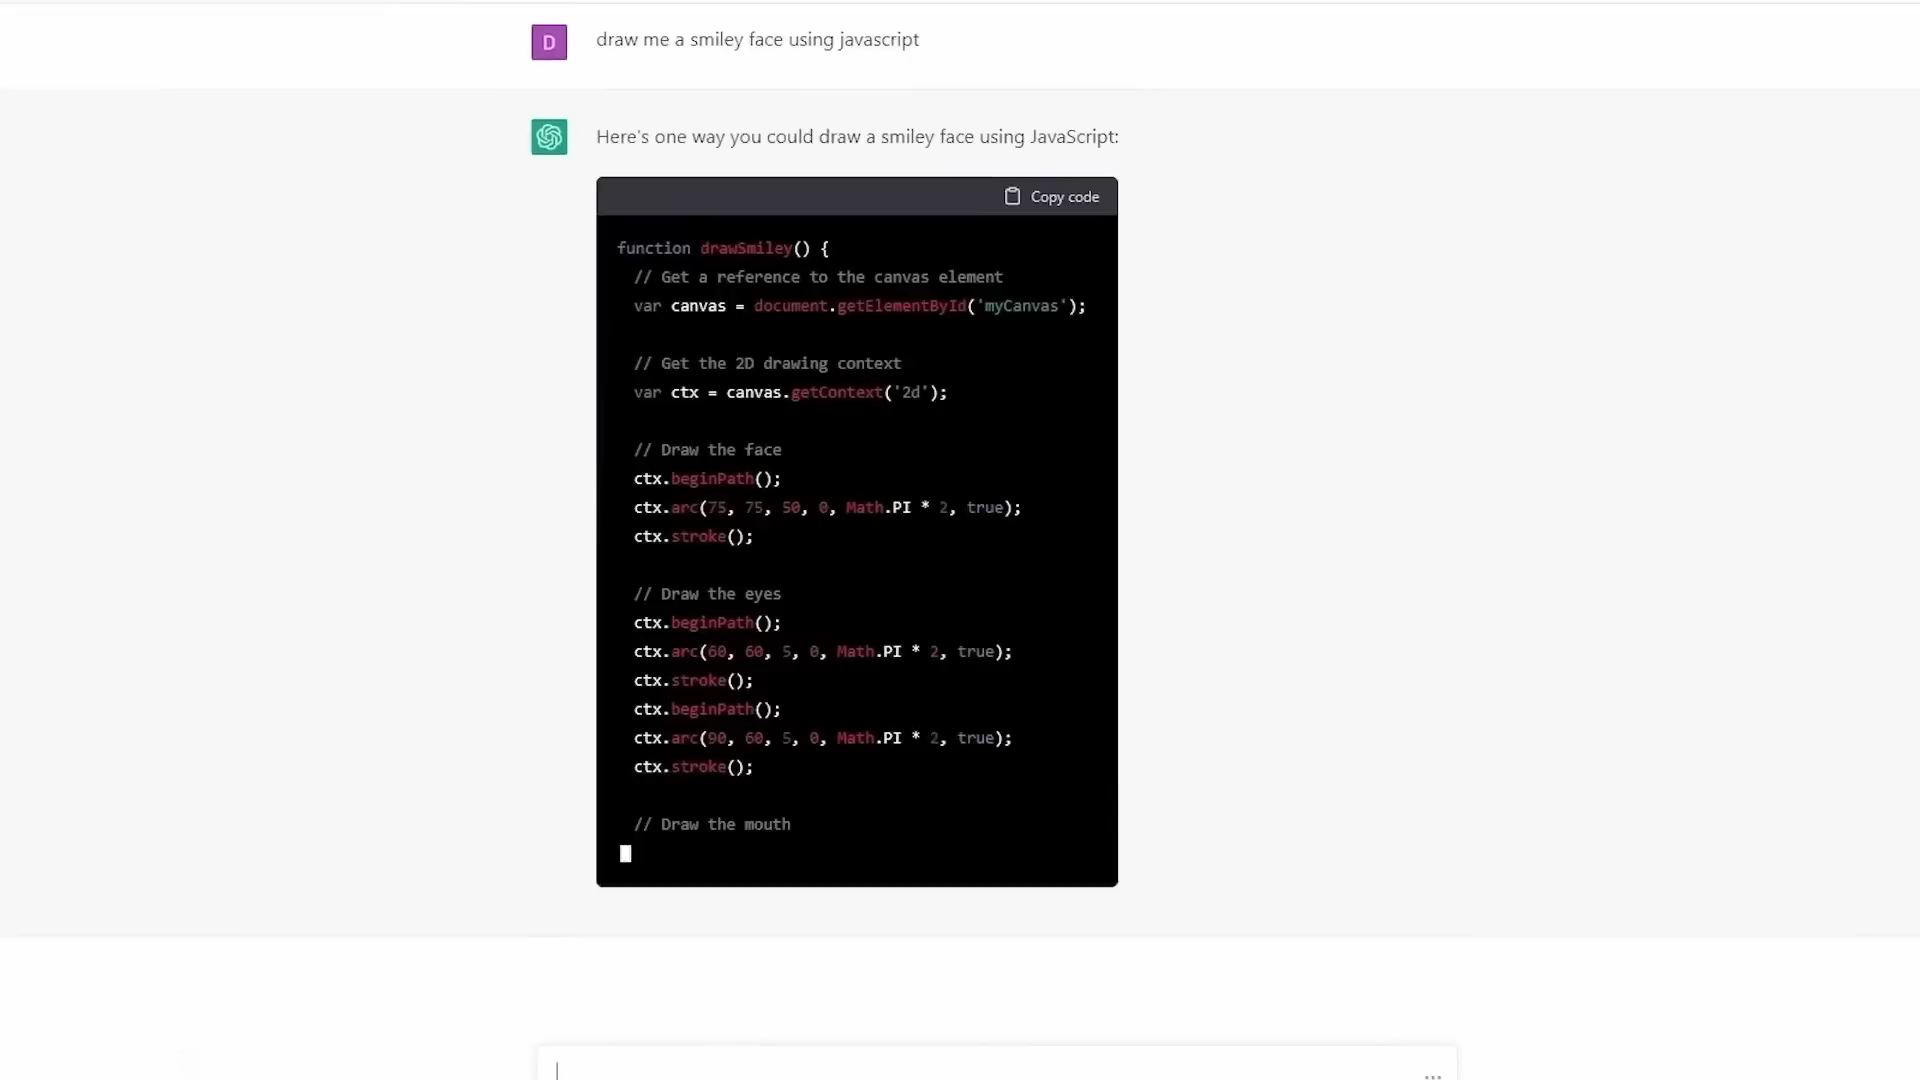 D
draw me a smiley face using javascript
Here's one way you could draw a smiley face using JavaScript:
Copy code
function drawSmiley() {
  // Get a reference to the canvas element
  var canvas = document.getElementById('myCanvas');

  // Get the 2D drawing context
  var ctx = canvas.getContext('2d');

  // Draw the face
  ctx.beginPath();
  ctx.arc(75, 75, 50, 0, Math.PI * 2, true);
  ctx.stroke();

  // Draw the eyes
  ctx.beginPath();
  ctx.arc(60, 60, 5, 0, Math.PI * 2, true);
  ctx.stroke();
  ctx.beginPath();
  ctx.arc(90, 60, 5, 0, Math.PI * 2, true);
  ctx.stroke();

  // Draw the mouth